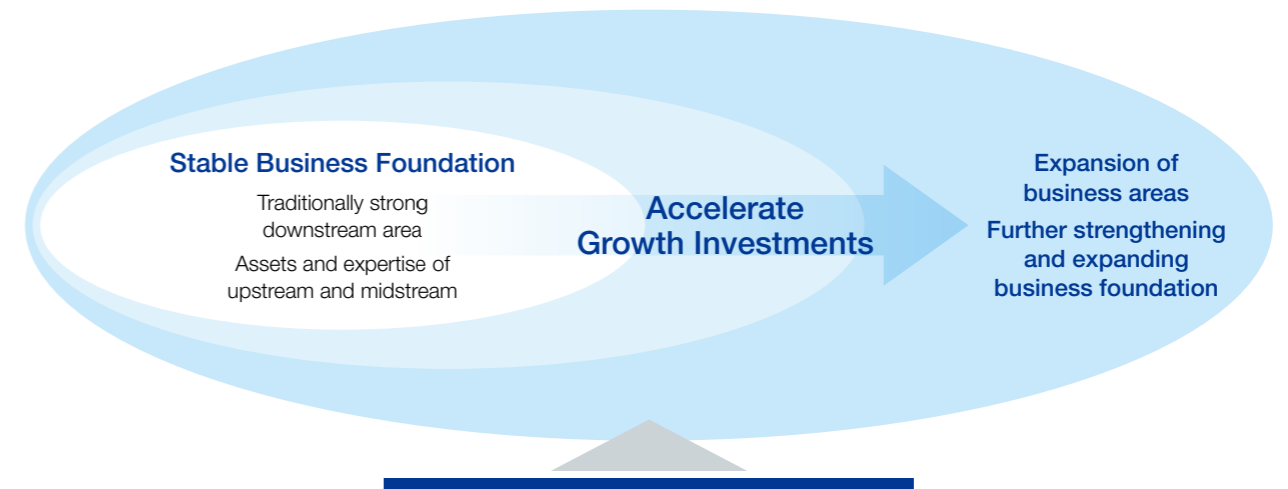 Stable Business Foundation
Traditionally strong
downstream area
Assets and expertise of
upstream and midstream
Accelerate
Growth Investments
Expansion of
business areas
Further strengthening
and expanding
business foundation